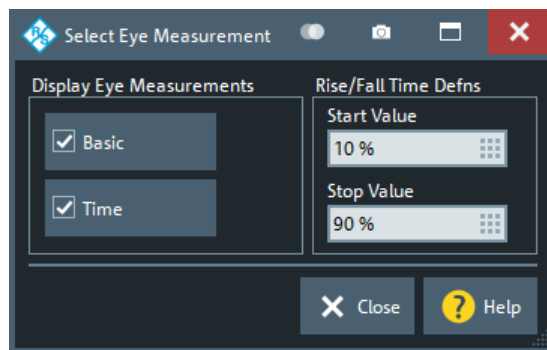 R&S Select Eye Measurement
Display Eye Measurements
Basic
Time
Rise/Fall Time Defns
Start Value
10 %
Stop Value
90 %
Close
? Help